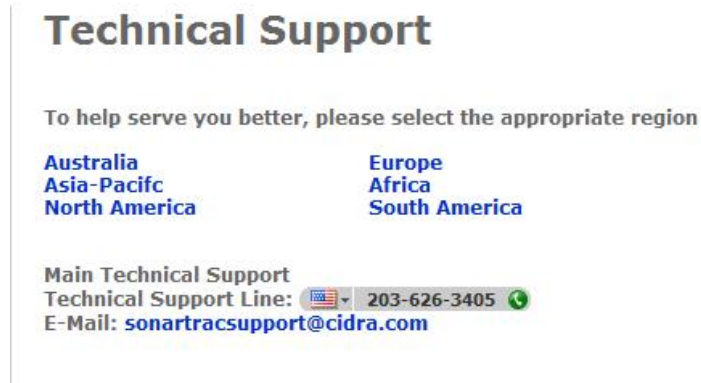 Technical Support
To help serve you better, please select the appropriate region
Australia Europe
Asia-Pacifc Africa
North America South America
Main Technical Support
Technical Support Line: 203-626-3405
E-Mail: sonartracsupport@cidra.com